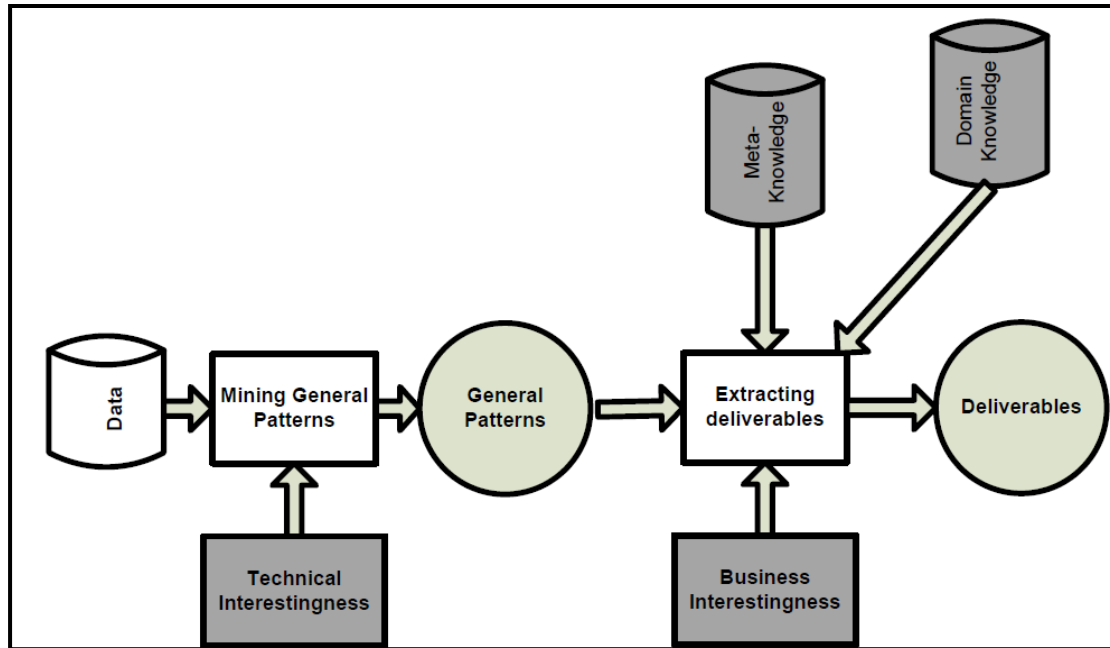 Meta-
Knowledge
Domain
Knowledge
Data
Mining General
Patterns
General
Patterns
Extracting
deliverables
Deliverables
Technical
Interestingness
Business
Interestingness